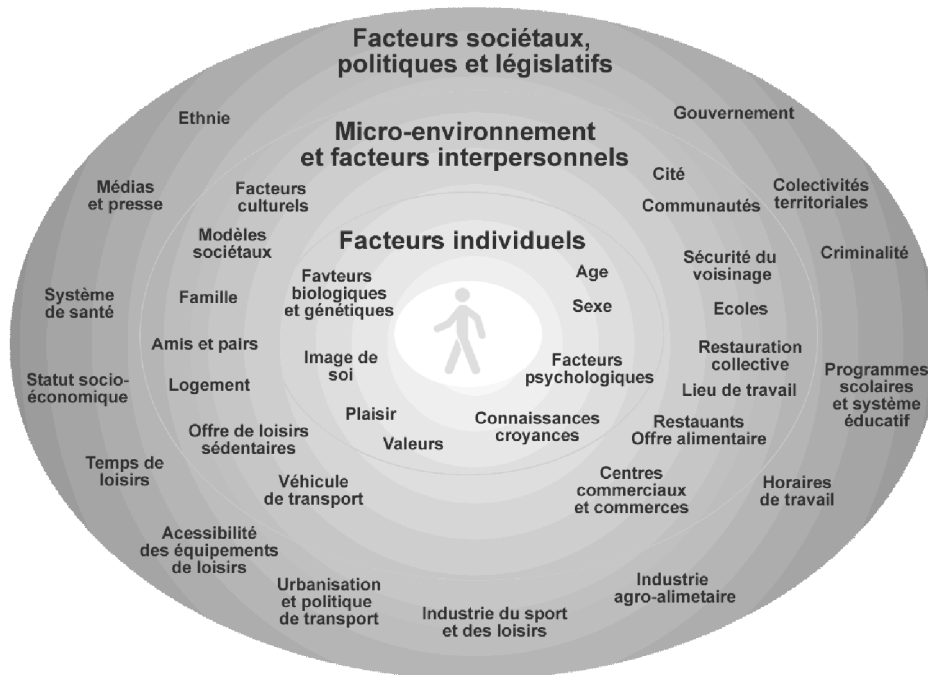 Facteurs sociétaux,
politiques et législatifs
Ethnie
Gouvernement
Micro-environnement
et facteurs interpersonnels
Médias
et presse
Facteurs
culturels
Cité
Communautés
Colectivités
territoriales
Modèles
sociétaux
Facteurs individuels
Sécurité du
voisinage
Criminalité
Favteurs
biologiques
et génétiques
Age
Système
de santé
Famille
Sexe
Ecoles
Amis et pairs
Image de
soi
Facteurs
psychologiques
Restauration
collective
Statut socio-
économique
Logement
Lieu de travail
Programmes
scolaires
et système
éducatif
Plaisir
Valeurs
Connaissances
croyances
Restauants
Offre alimentaire
Offre de loisirs
sédentaires
Temps de
loisirs
Véhicule
de transport
Centres
commerciaux
et commerces
Horaires
de travail
Acessibilité
des équipements
de loisirs
Urbanisation
et politique
de transport
Industrie du sport
et des loisirs
Industrie
agro-alimetaire